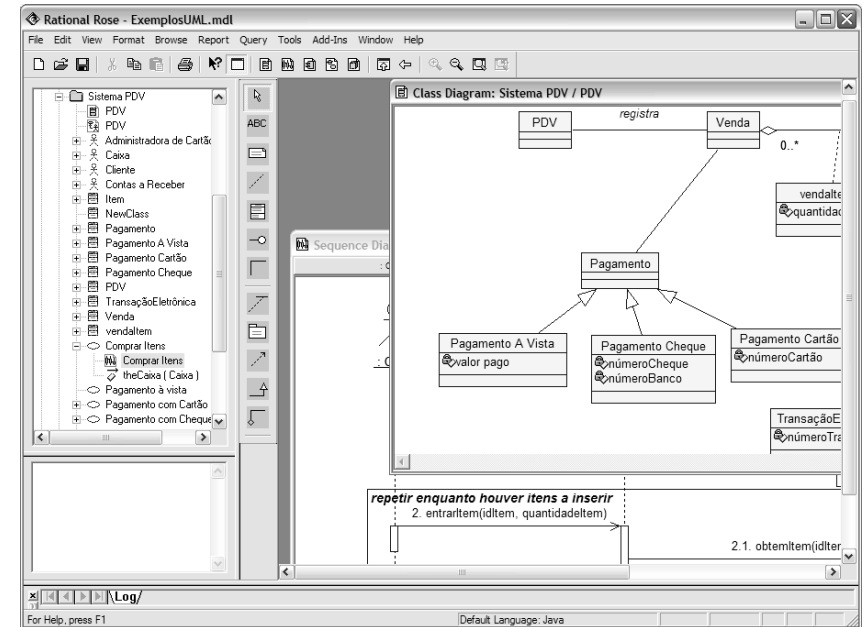 Rational Rose - ExemplosUML.mdl
File Edit View Format Browse Report Query Tools Add-Ins Window Help
Sistema PDV
PDV
PDV
Administradora de Cartão
Caixa
Cliente
Contas a Receber
Item
NewClass
Pagamento
Pagamento A Vista
Pagamento Cartão
Pagamento Cheque
PDV
TransaçãoEletrônica
Venda
vendaItem
Comprar Itens
Comprar Itens
theCaixa ( Caixa )
Pagamento à vista
Pagamento com Cartão
Pagamento com Cheque
ABC
Class Diagram: Sistema PDV / PDV
PDV
registra
Venda
0..*
vendaIte
quantidad
Pagamento
Pagamento A Vista
valor pago
Pagamento Cheque
númeroCheque
númeroBanco
Pagamento Cartão
númeroCartão
TransaçãoE
númeroTra
Sequence Dia
: C
: C
repetir enquanto houver itens a inserir
2. entrarItem(idItem, quantidadeItem)
2.1. obtemItem(idIter
Log
For Help, press F1
Default Language: Java